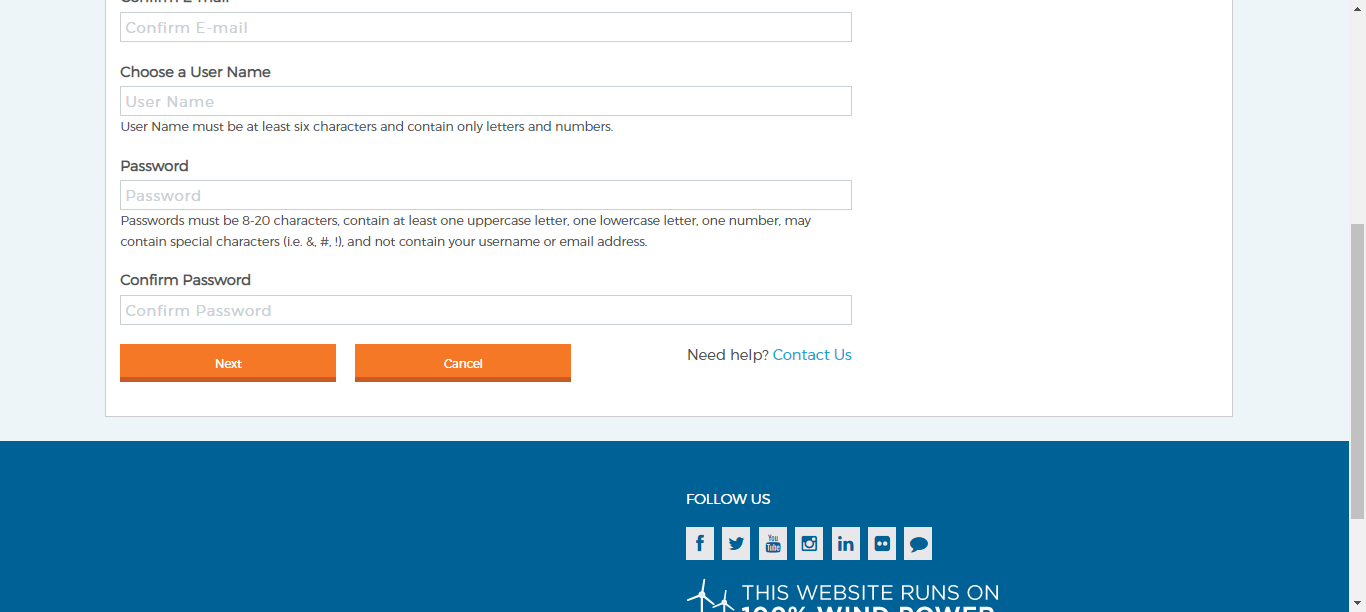 Confirm E-mail
Confirm E-mail
Choose a User Name
User Name
User Name must be at least six characters and contain only letters and numbers.
Password
Password
Passwords must be 8-20 characters, contain at least one uppercase letter, one lowercase letter, one number, may
contain special characters (i.e. &, #, !), and not contain your username or email address.
Confirm Password
Confirm Password
Next
Cancel
Need help? Contact Us
FOLLOW US
You
Tube
THIS WEBSITE RUNS ON
100% WIND POWER